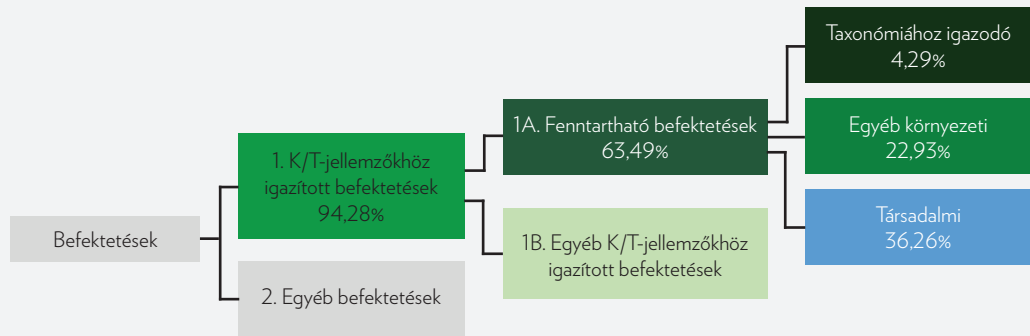 Befektetések
1. K/T-jellemzőkhöz
igazított befektetések
94,28%
2. Egyéb befektetések
1A. Fenntartható befektetések
63,49%
1B. Egyéb K/T-jellemzőkhöz
igazított befektetések
Taxonómiához igazodó
4,29%
Egyéb környezeti
22,93%
Társadalmi
36,26%